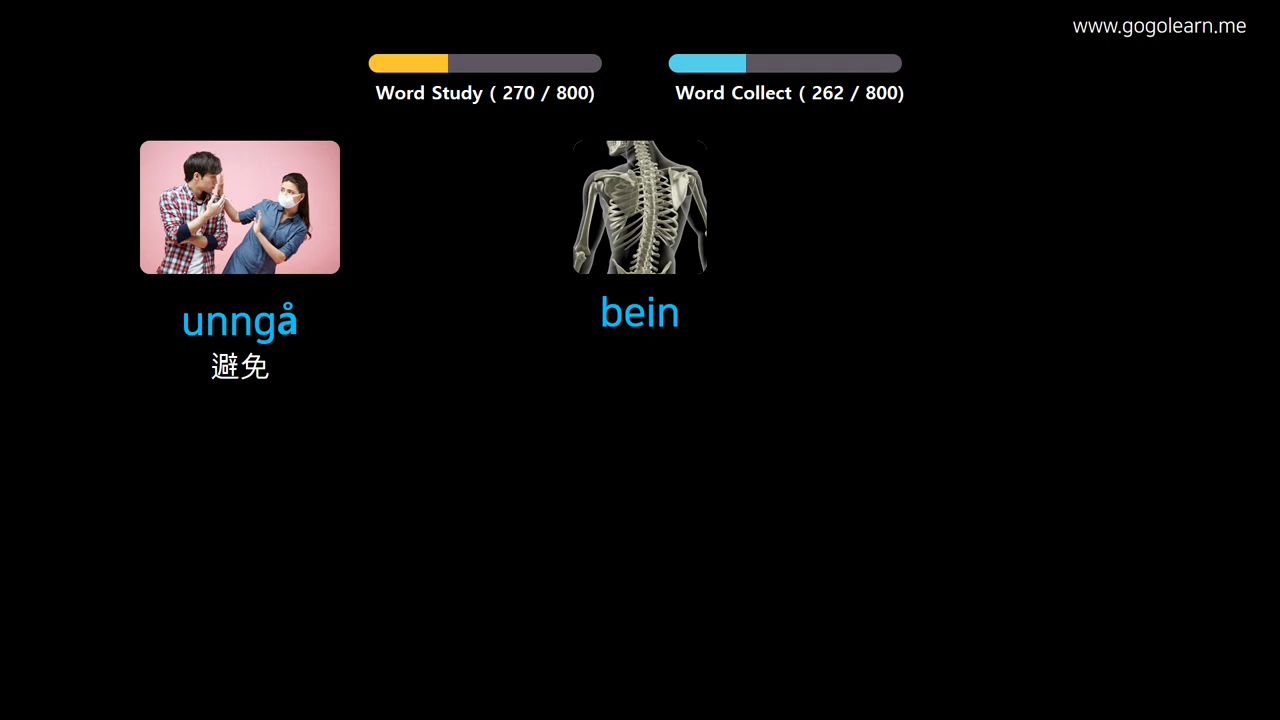 www.gogolearn.me
Word Study ( 270 / 800)
Word Collect ( 262 / 800)
unngå
避免
bein